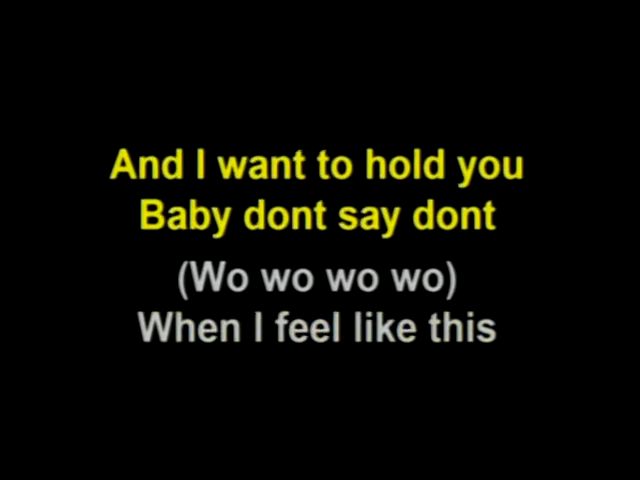 And I want to hold you
Baby dont say dont
(Wo wo wo wo)
When I feel like this